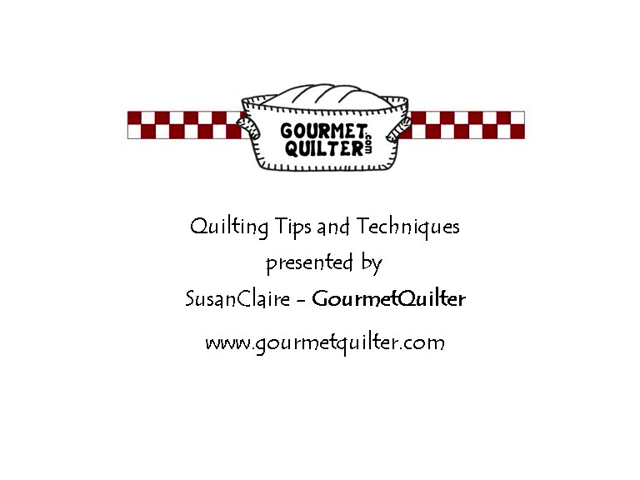 GOURMET
QUILTER.com
Quilting Tips and Techniques
presented by
SusanClaire - GourmetQuilter
www.gourmetquilter.com